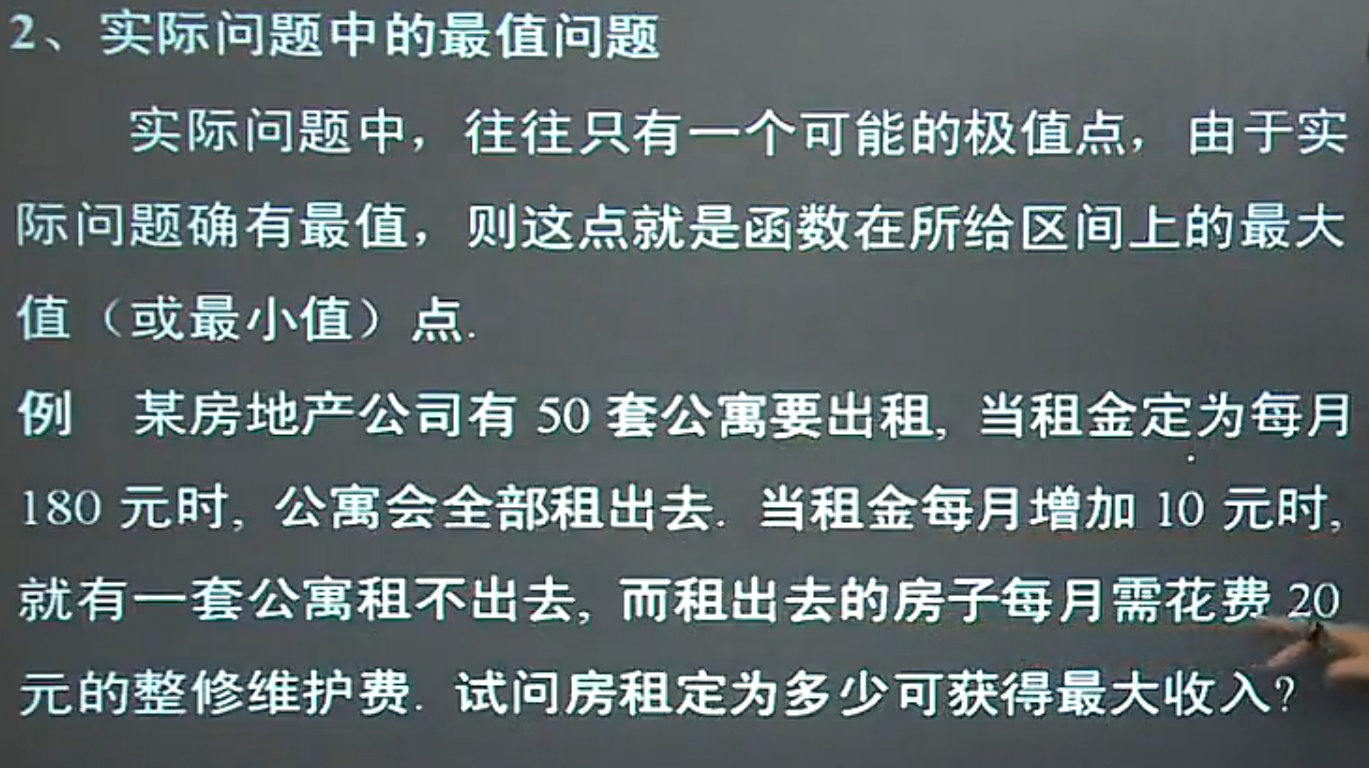 2、实际问题中的最值问题
实际问题中，往往只有一个可能的极值点，由于实
际问题确有最值，则这点就是函数在所给区间上的最大
值（或最小值）点.
例 某房地产公司有 50 套公寓要出租, 当租金定为每月
180 元时, 公寓会全部租出去. 当租金每月增加 10 元时,
就有一套公寓租不出去, 而租出去的房子每月需花费 20
元的整修维护费. 试问房租定为多少可获得最大收入?